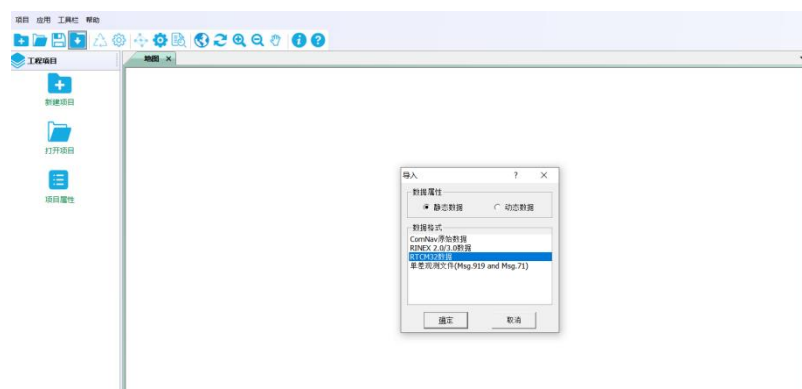 项目 应用 工具栏 帮助
工程项目
地图 ×
新建项目
打开项目
项目属性
导入 ? ×
数据属性
静态数据 动态数据
数据格式
ComNav原始数据
RINEX 2.0/3.0数据
RTCM32数据
单差观测文件(Msg.919 and Msg.71)
确定 取消